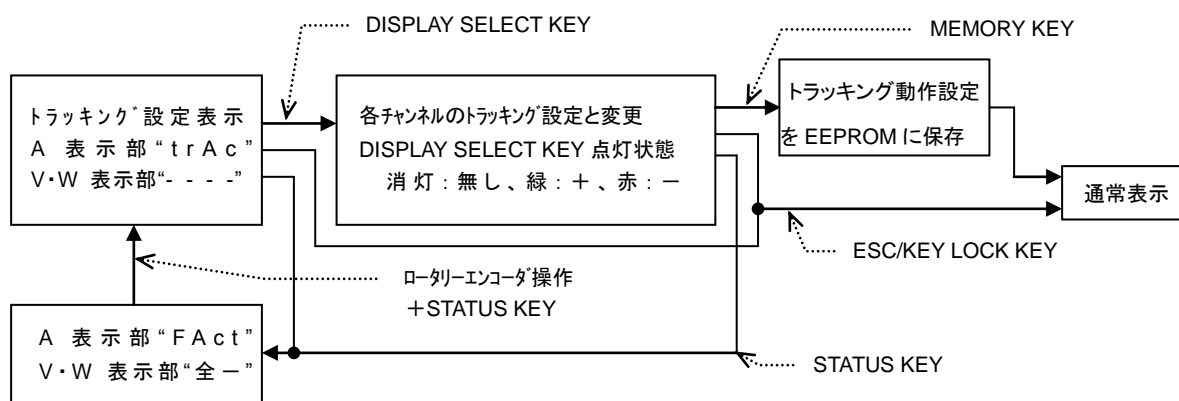 DISPLAY SELECT KEY
MEMORY KEY
トラッキング設定表示
A 表示部“trAc”
V・W 表示部“- - - -”
各チャンネルのトラッキング設定と変更
DISPLAY SELECT KEY 点灯状態
消灯：無し、緑：＋、赤：－
トラッキング動作設定
を EEPROM に保存
通常表示
ESC/KEY LOCK KEY
ロータリーエンコーダ操作
＋STATUS KEY
A 表示部“FAct”
V・W 表示部“全－”
STATUS KEY